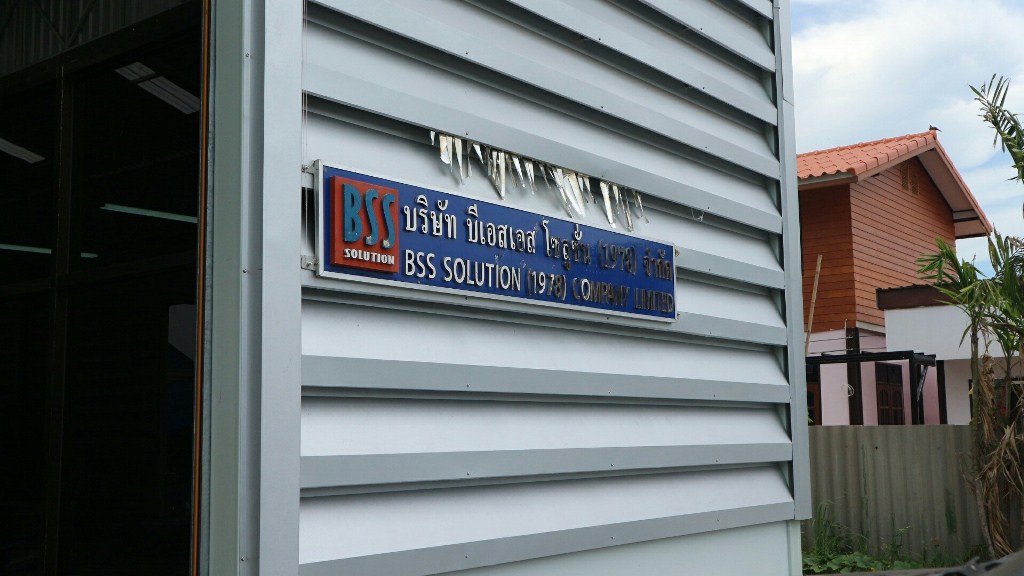 BSS
SOLUTION
บริษัท บีเอสเอส โซลูชั่น (1978) จำกัด
BSS SOLUTION (1978) COMPANY LIMITED